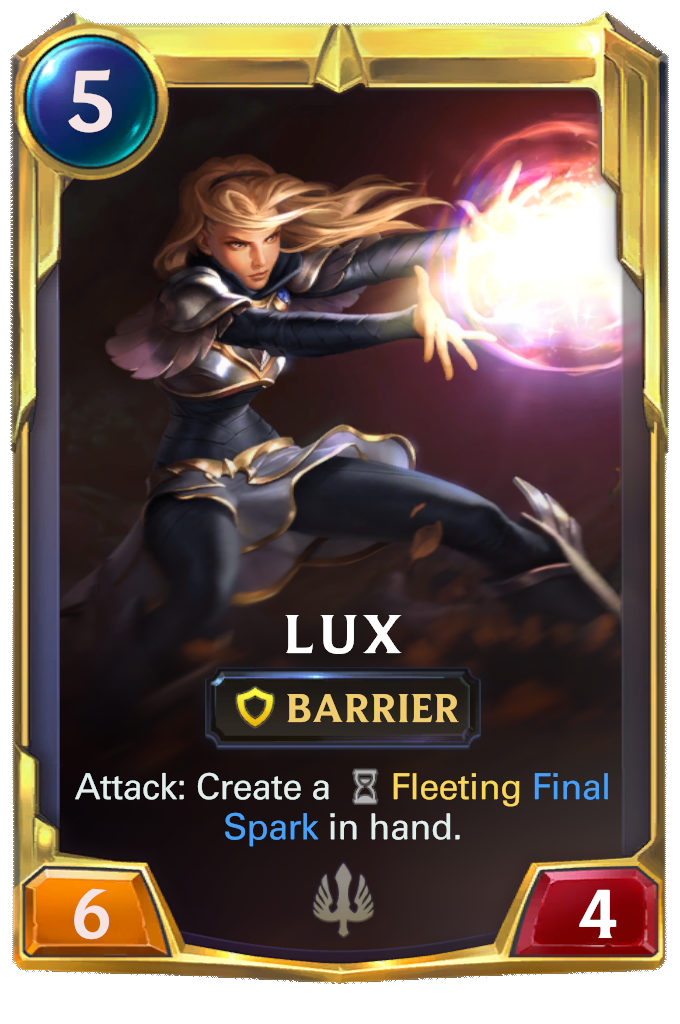 5
LUX
BARRIER
Attack: Create a Fleeting Final
Spark in hand.
6
4